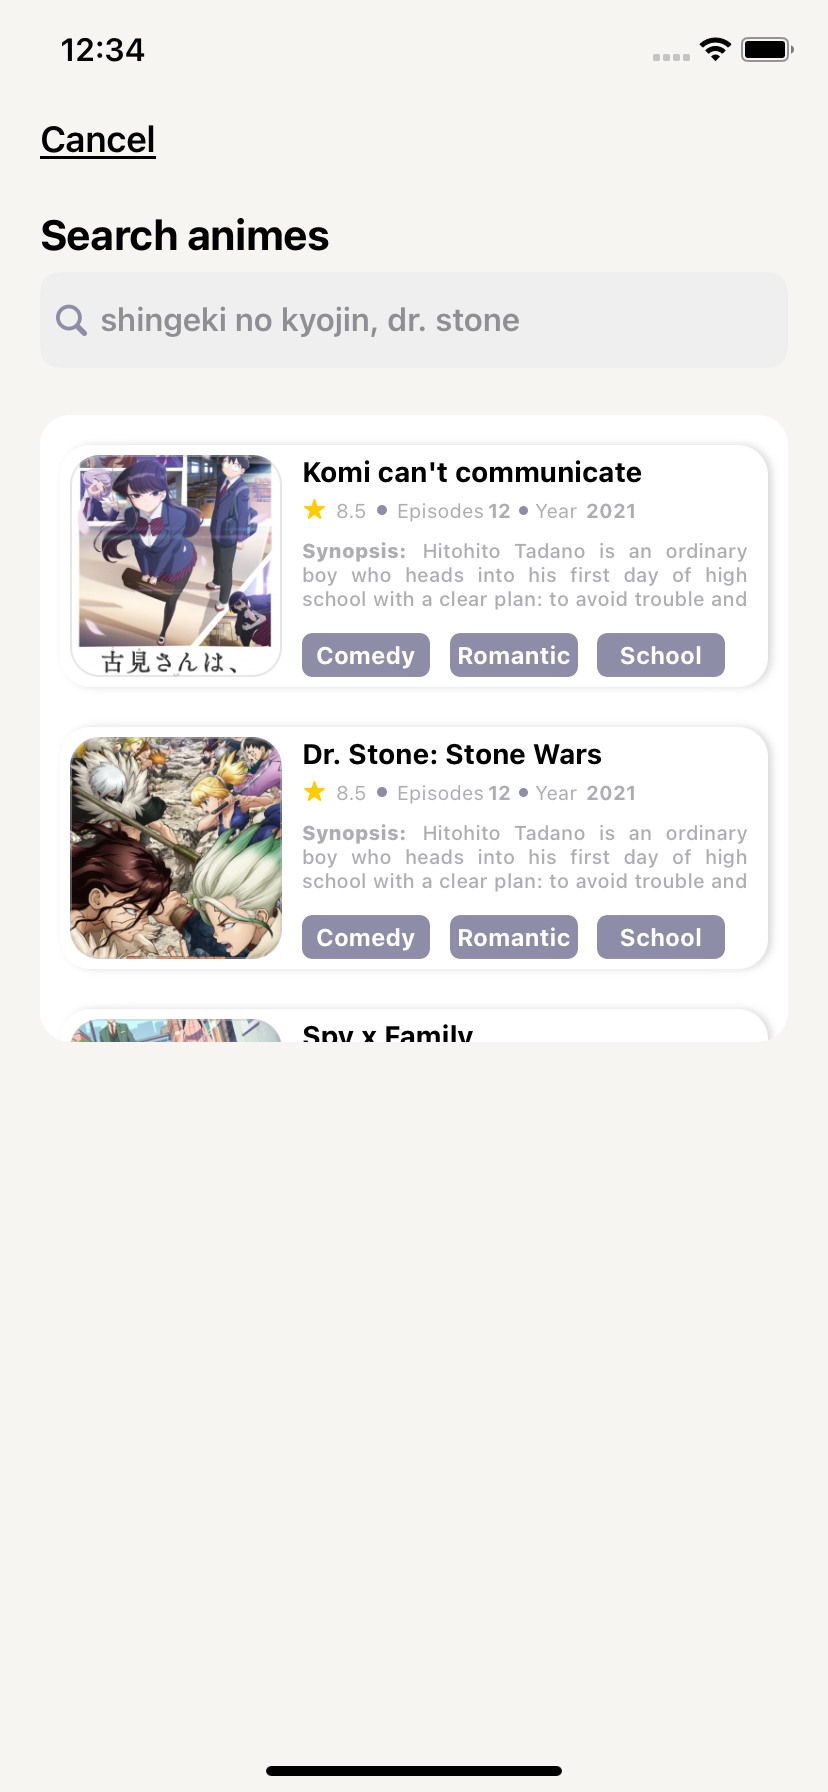 12:34
Cancel
Search animes
shingeki no kyojin, dr. stone
Komi can't communicate
8.5 • Episodes 12 • Year 2021
Synopsis: Hitohito Tadano is an ordinary
boy who heads into his first day of high
school with a clear plan: to avoid trouble and
Comedy Romantic School
古見さんは、
Dr. Stone: Stone Wars
8.5 • Episodes 12 • Year 2021
Synopsis: Hitohito Tadano is an ordinary
boy who heads into his first day of high
school with a clear plan: to avoid trouble and
Comedy Romantic School
Spy x Family